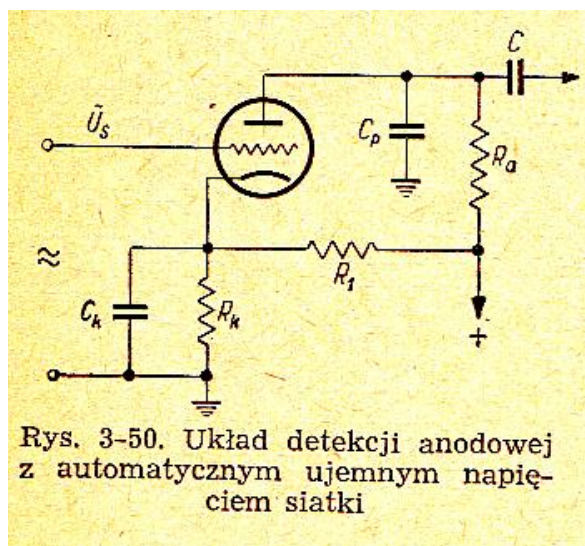 C
Ũs
Cp
Ra
≈
R1
Ck
Rk
+
Rys. 3-50. Układ detekcji anodowej
z automatycznym ujemnym napię-
ciem siatki